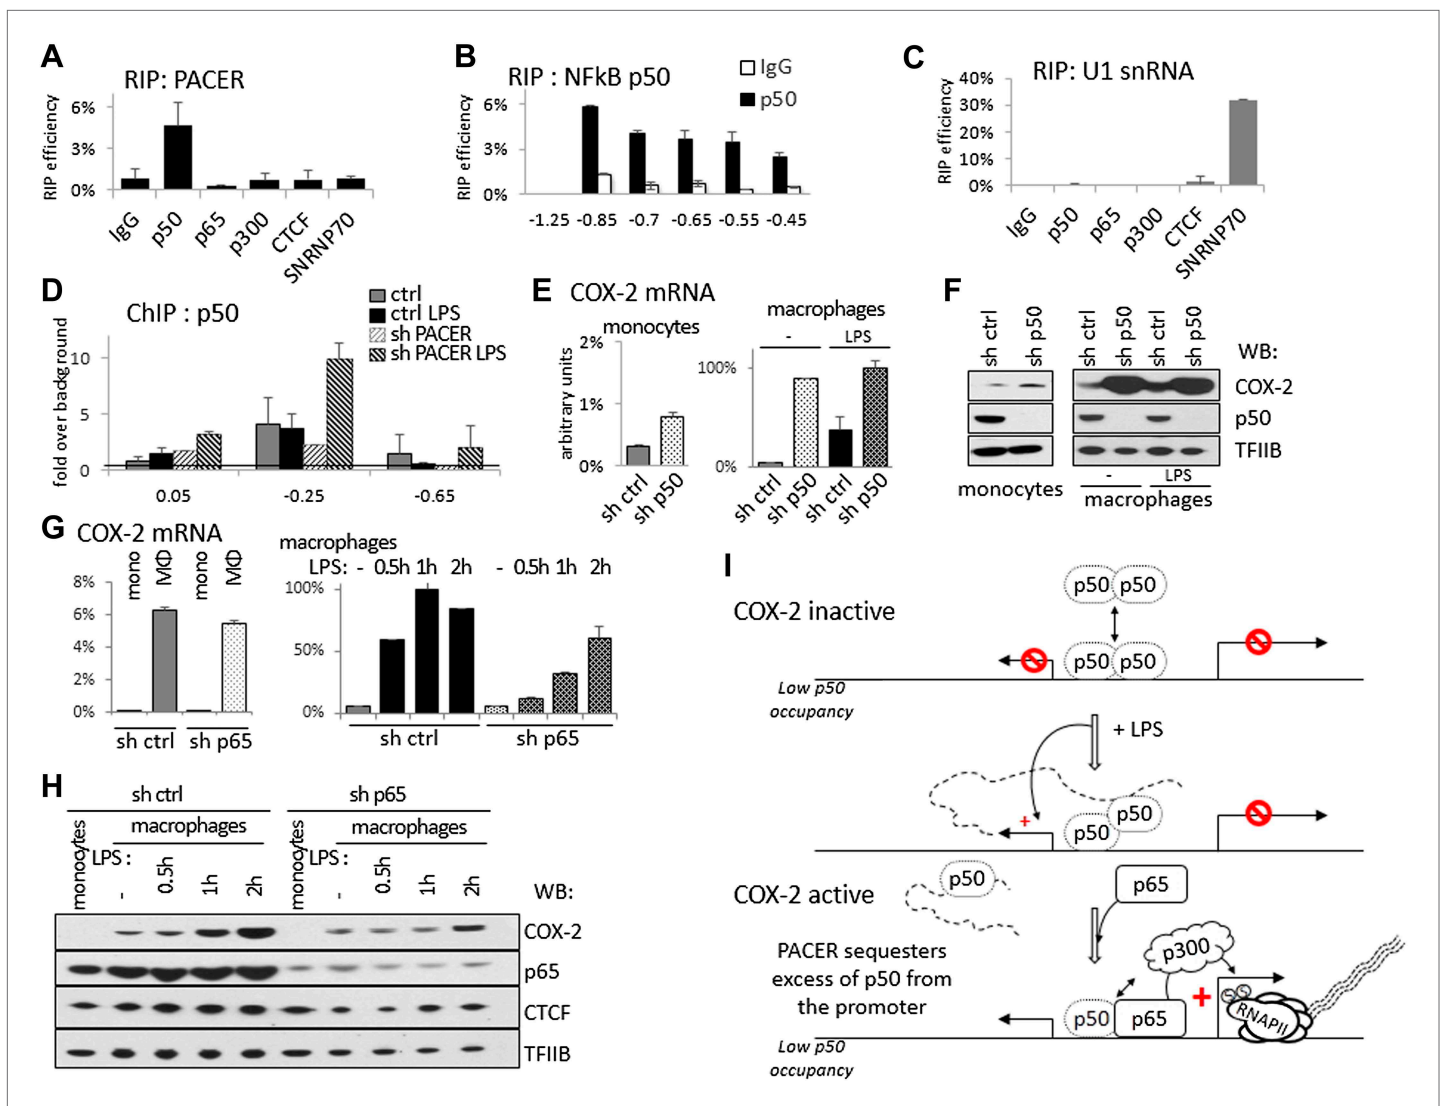 A
RIP: PACER
RIP efficiency
6%
3%
0%
IgG
p50
p65
p300
CTCF
SNRNP70
B
RIP : NFkB p50
IgG
p50
RIP efficiency
6%
3%
0%
-1.25 -0.85 -0.7 -0.65 -0.55 -0.45
C
RIP: U1 snRNA
RIP efficiency
40%
30%
20%
10%
0%
IgG
p50
p65
p300
CTCF
SNRNP70
D
ChIP : p50
ctrl
ctrl LPS
sh PACER
sh PACER LPS
fold over background
10
5
0
0.05 -0.25 -0.65
E
COX-2 mRNA
monocytes
arbitrary units
2%
1%
0%
sh ctrl
sh p50
macrophages
- LPS
100%
0%
sh ctrl
sh p50
sh ctrl
sh p50
F
sh ctrl
sh p50
sh ctrl
sh p50
sh ctrl
sh p50
WB:
COX-2
p50
TFIIB
monocytes
- LPS
macrophages
G
COX-2 mRNA
mono
MΦ
mono
MΦ
8%
6%
4%
2%
0%
sh ctrl sh p65
macrophages
LPS: - 0.5h 1h 2h - 0.5h 1h 2h
100%
50%
0%
sh ctrl sh p65
H
sh ctrl sh p65
monocytes
macrophages
LPS :
-
0.5h
1h
2h
monocytes
macrophages
LPS :
-
0.5h
1h
2h
WB:
COX-2
p65
CTCF
TFIIB
I
COX-2 inactive
p50 p50
p50 p50
Low p50
occupancy
+ LPS
p50
+
p50
COX-2 active
p50
p65
PACER sequesters
excess of p50 from
the promoter
p300
+
S S
p50 p65
RNAPII
Low p50
occupancy